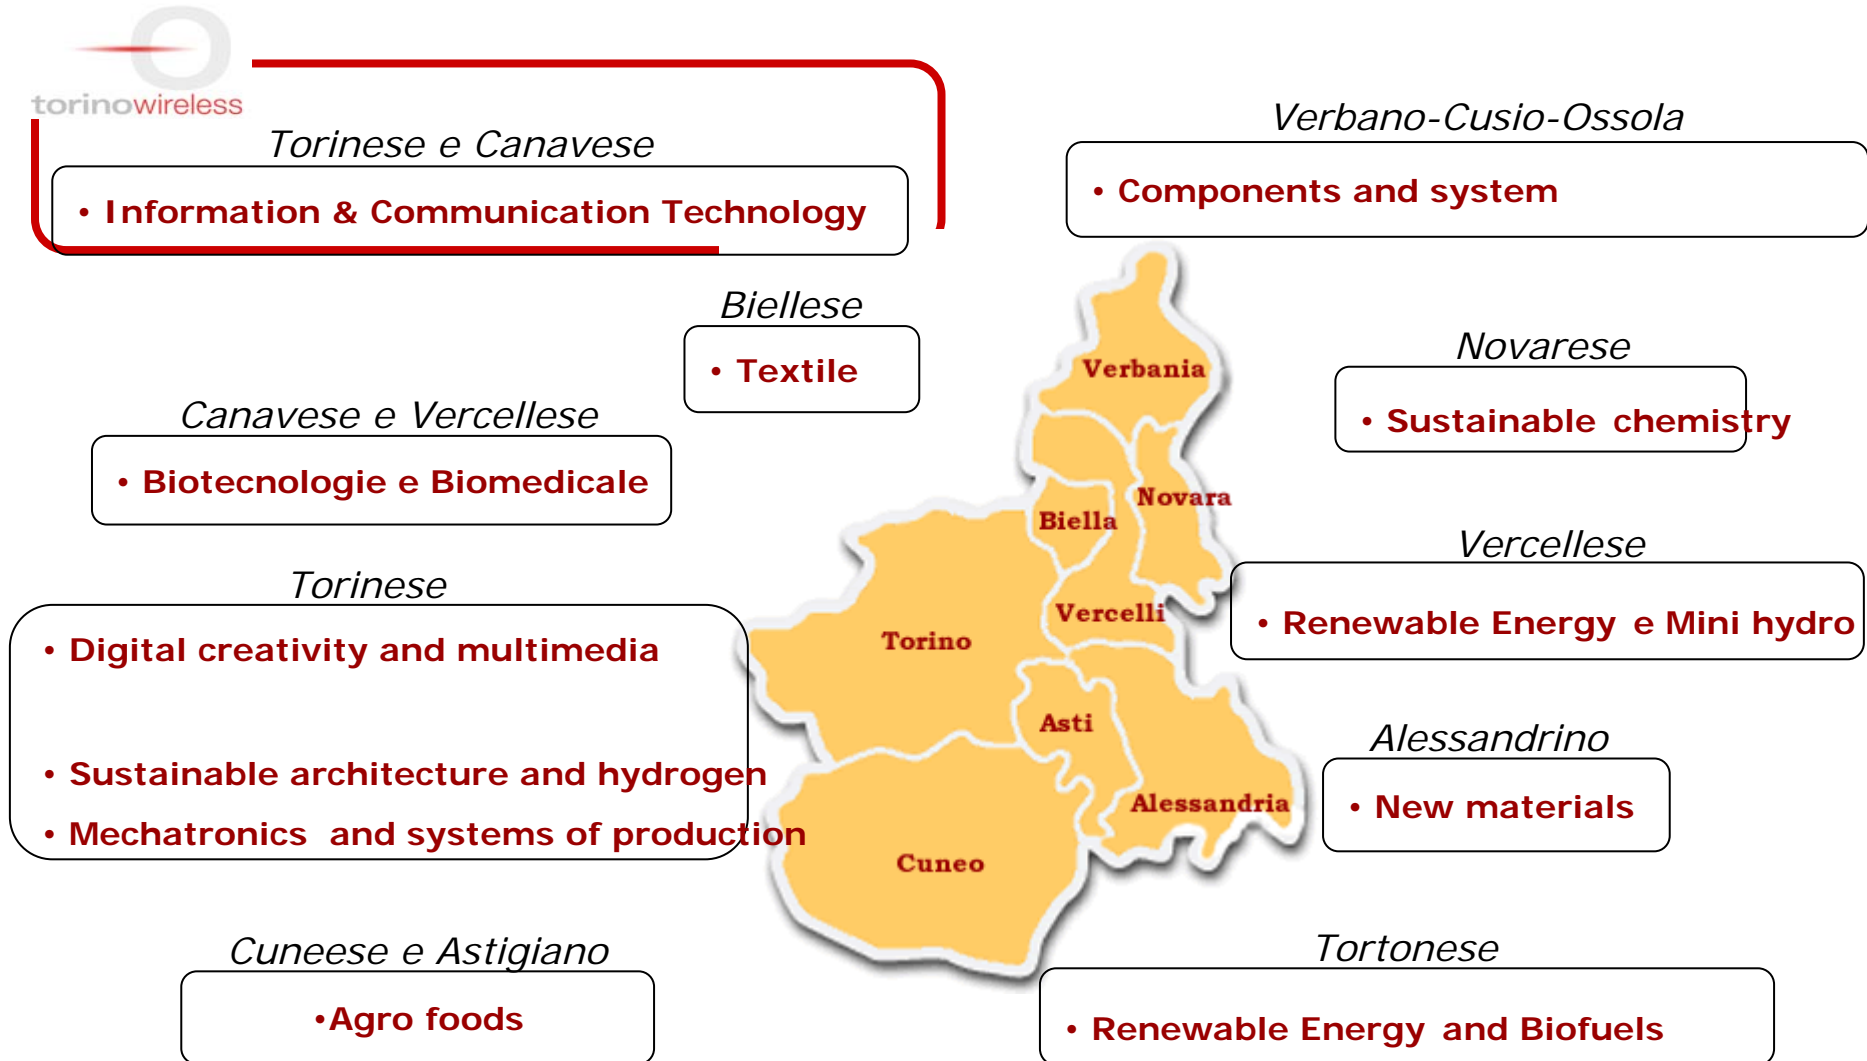 torinowireless
Torinese e Canavese
• Information & Communication Technology
Verbano-Cusio-Ossola
• Components and system
Biellese
• Textile
Novarese
• Sustainable chemistry
Canavese e Vercellese
• Biotecnologie e Biomedicale
Vercellese
• Renewable Energy e Mini hydro
Torinese
• Digital creativity and multimedia
• Sustainable architecture and hydrogen
• Mechatronics and systems of production
Alessandrino
• New materials
Cuneese e Astigiano
•Agro foods
Tortonese
• Renewable Energy and Biofuels
Verbania
Novara
Biella
Vercelli
Torino
Asti
Alessandria
Cuneo